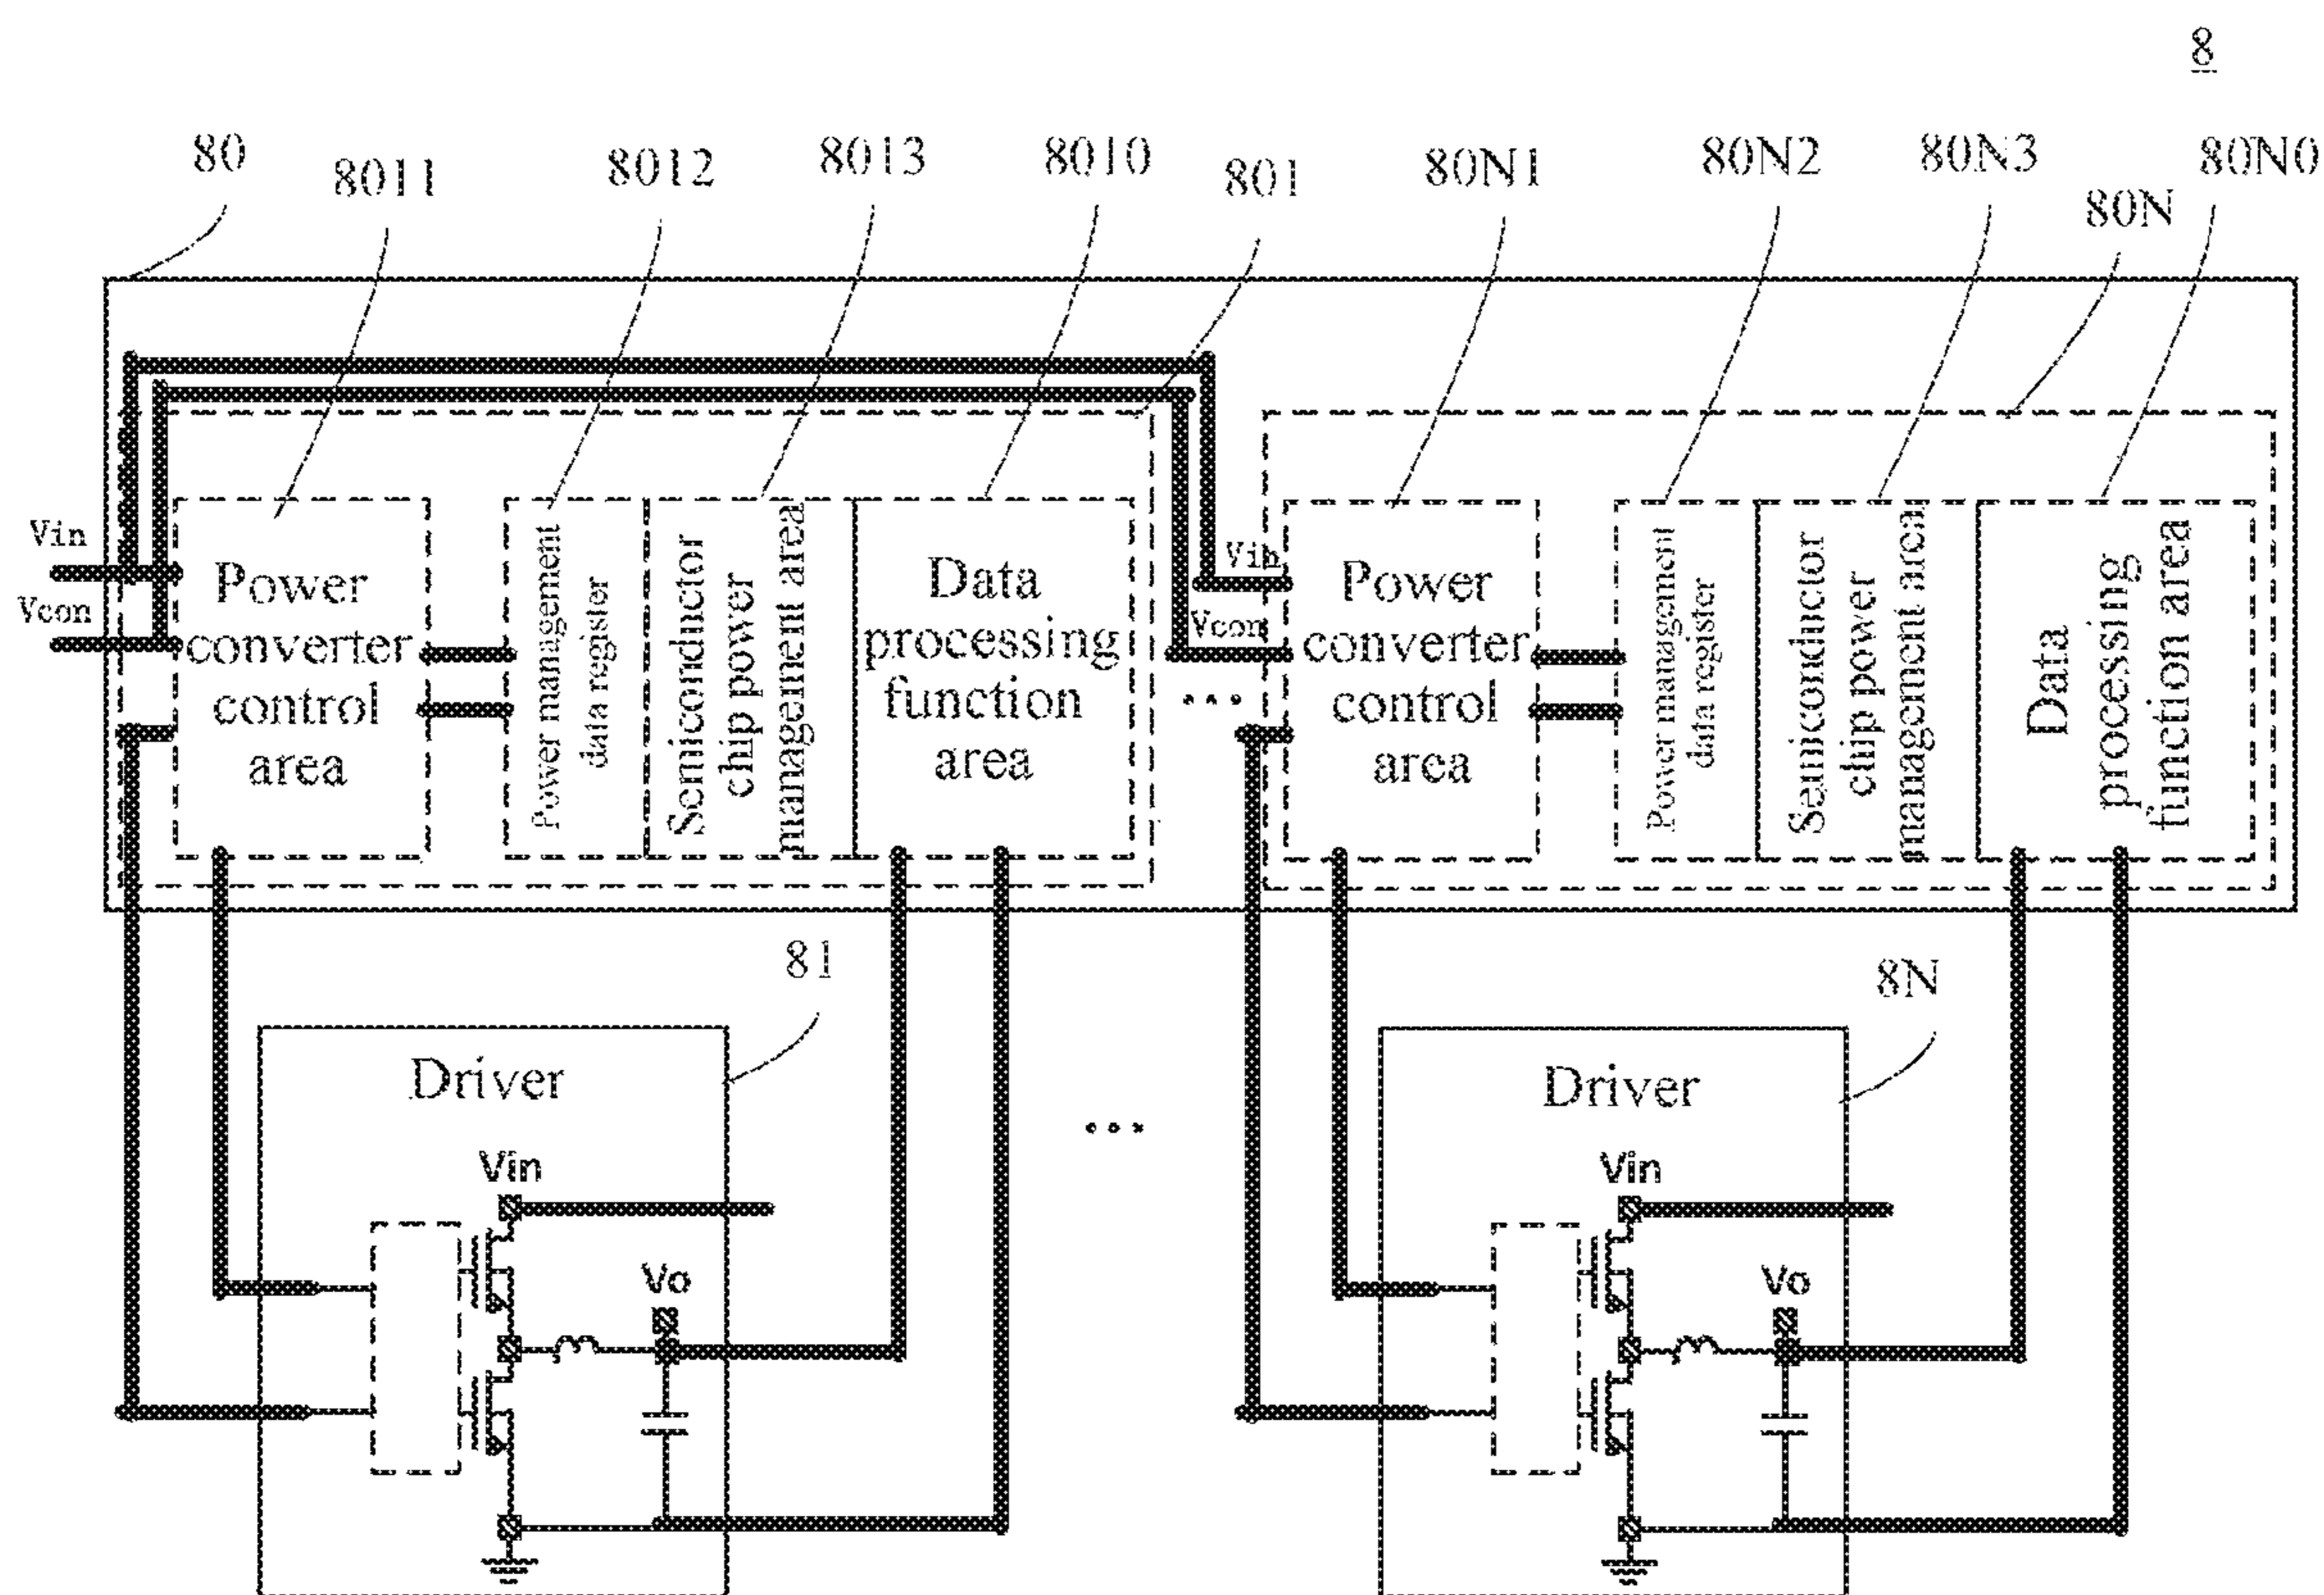 8
80
8011
8012
8013
8010
801
80N1
80N2
80N3
80N
80N0
Vin
Vcon
Power
converter
control
area
Power management
data register
Semiconductor
chip power
management area
Data
processing
function
area
Vin
Vcon
...
Power
converter
control
area
Power management
data register
Semiconductor
chip power
management area
Data
processing
function area
81
Driver
Vin
Vo
...
8N
Driver
Vin
Vo